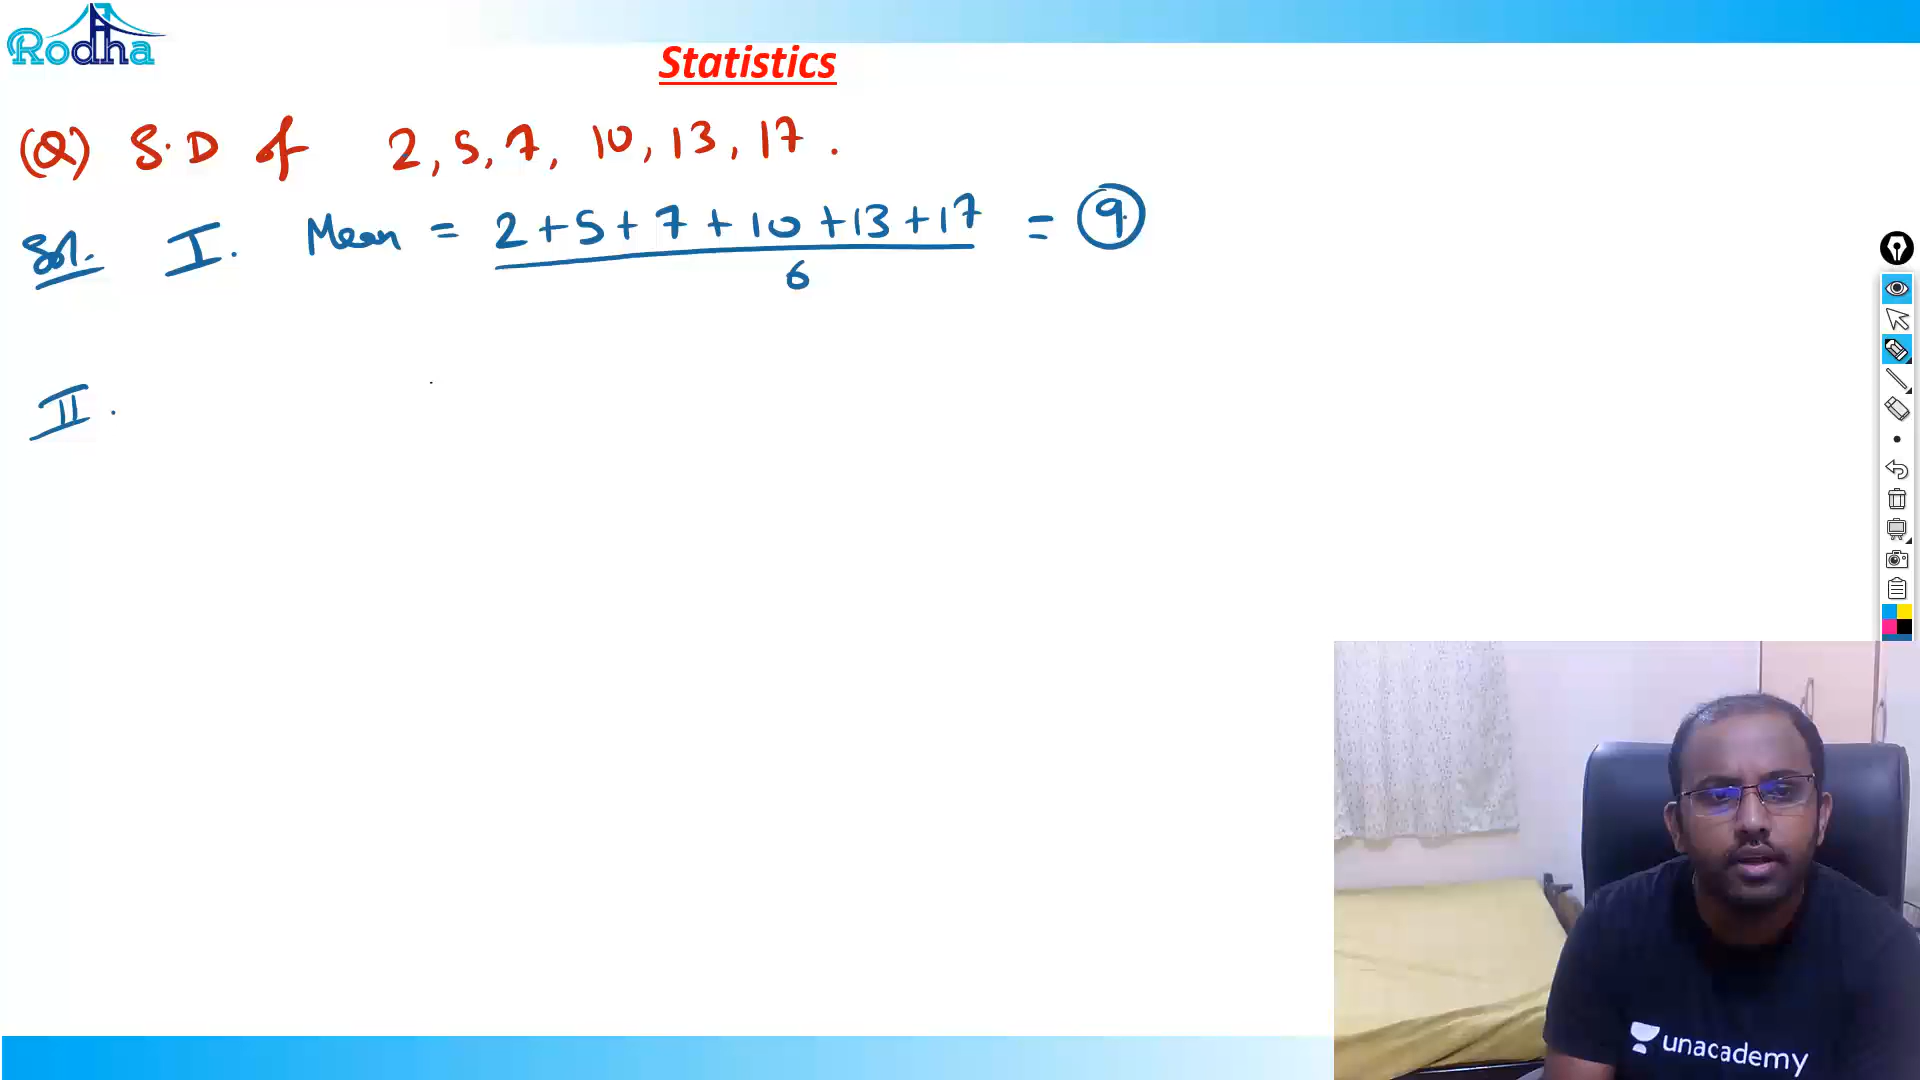 Rodha
Statistics
(Q) S.D of 2, 5, 7, 10, 13, 17.
Sol. I. Mean = 2+5+7+10+13+17 = 9
6
II.
unacademy